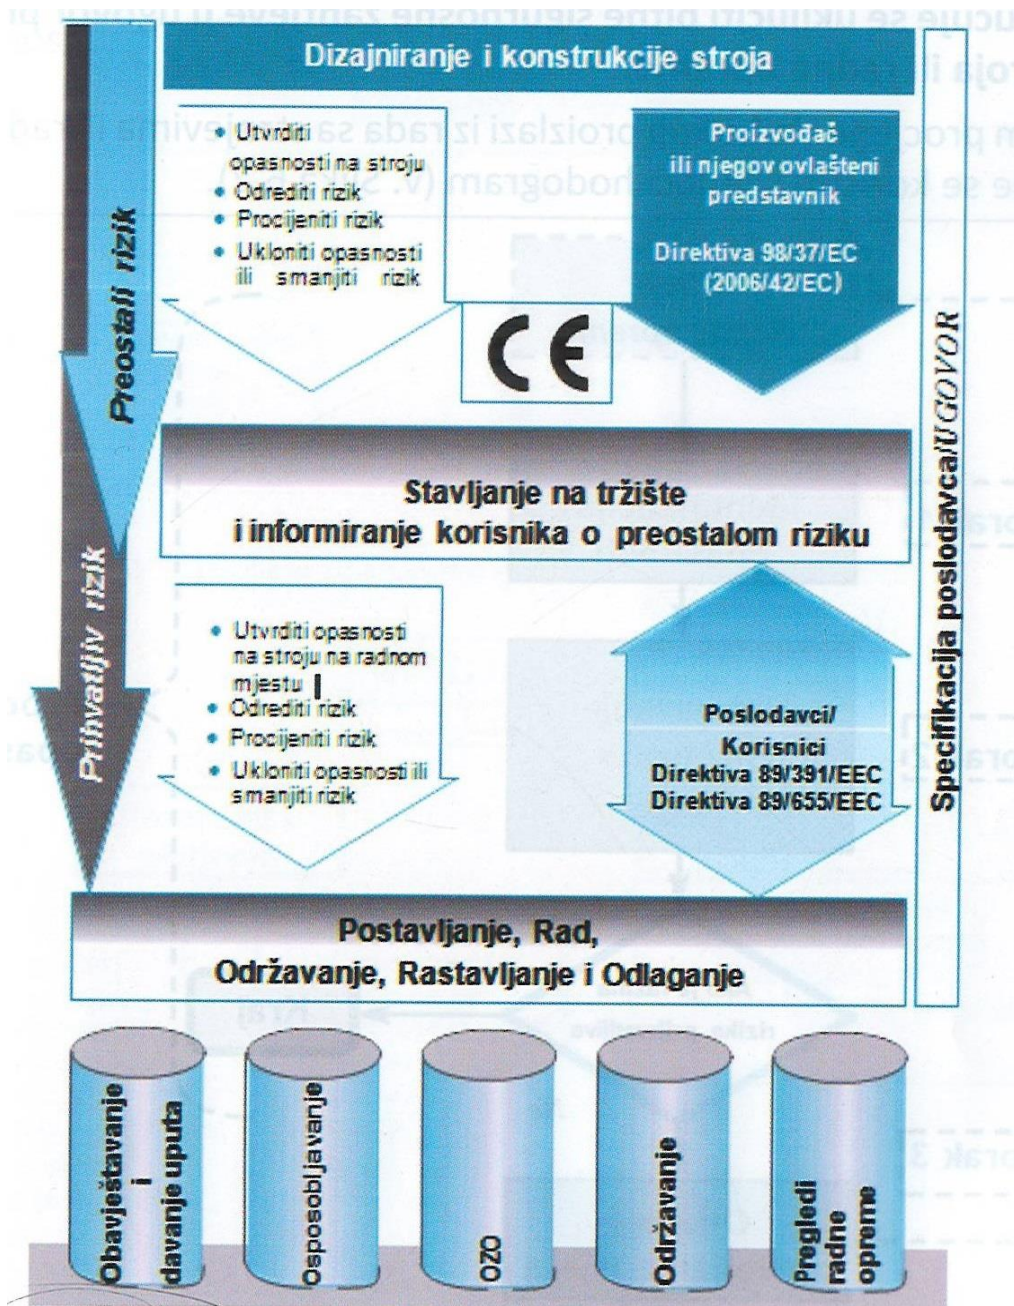 Dizajniranje i konstrukcije stroja
• Utvrditi
opasnosti na stroju
• Odrediti rizik
• Procijeniti rizik
• Ukloniti opasnosti
ili smanjiti rizik
Proizvođač
ili njegov ovlašteni
predstavnik
Direktiva 98/37/EC
(2006/42/EC)
CE
Preostali rizik
Stavljanje na tržište
i informiranje korisnika o preostalom riziku
Specifikacija poslodavca/UGOVOR
Prihvatljiv rizik
• Utvrditi opasnosti
na stroju na radnom
mjestu
• Odrediti rizik
• Procijeniti rizik
• Ukloniti opasnosti ili
smanjiti rizik
Poslodavci/
Korisnici
Direktiva 89/391/EEC
Direktiva 89/655/EEC
Postavljanje, Rad,
Održavanje, Rastavljanje i Odlaganje
Obavještavanje
i
davanje uputa
Osposobljavanje
OZO
Održavanje
Pregledi
radne
opreme